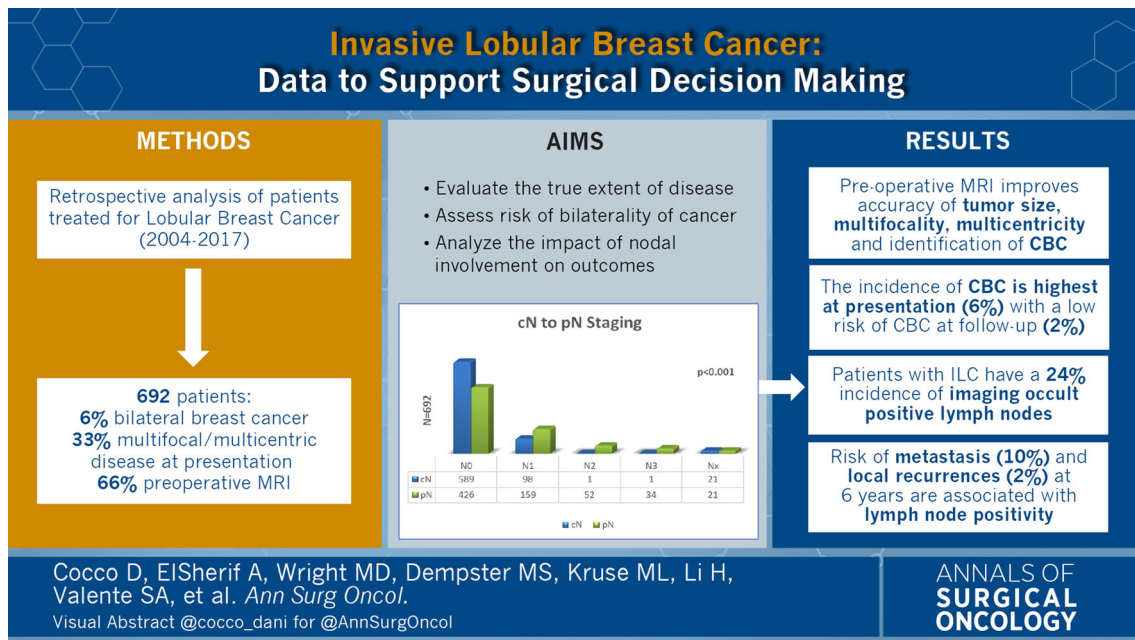 Invasive Lobular Breast Cancer:
Data to Support Surgical Decision Making
METHODS
Retrospective analysis of patients
treated for Lobular Breast Cancer
(2004-2017)
692 patients:
6% bilateral breast cancer
33% multifocal/multicentric
disease at presentation
66% preoperative MRI
AIMS
• Evaluate the true extent of disease
• Assess risk of bilaterality of cancer
• Analyze the impact of nodal
involvement on outcomes
cN to pN Staging
p<0.001
N=692
N0 N1 N2 N3 Nx
cN 589 98 1 1 21
pN 426 159 52 34 21
cN pN
RESULTS
Pre-operative MRI improves
accuracy of tumor size,
multifocality, multicentricity
and identification of CBC
The incidence of CBC is highest
at presentation (6%) with a low
risk of CBC at follow-up (2%)
Patients with ILC have a 24%
incidence of imaging occult
positive lymph nodes
Risk of metastasis (10%) and
local recurrences (2%) at
6 years are associated with
lymph node positivity
Cocco D, ElSherif A, Wright MD, Dempster MS, Kruse ML, Li H,
Valente SA, et al. Ann Surg Oncol.
Visual Abstract @cocco_dani for @AnnSurgOncol
ANNALS OF
SURGICAL
ONCOLOGY